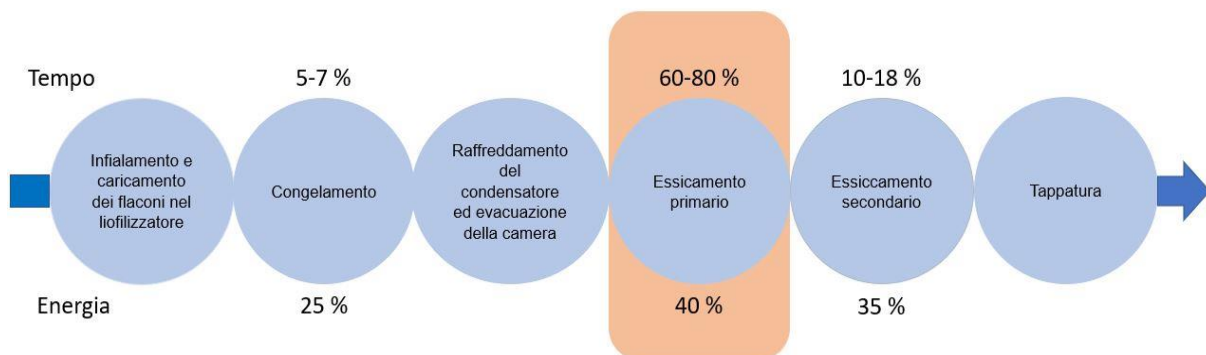 Tempo
5-7 %
60-80 %
10-18 %
Infialamento e
caricamento
dei flaconi nel
liofilizzatore
Congelamento
Raffreddamento
del
condensatore
ed evacuazione
della camera
Essicamento
primario
Essiccamento
secondario
Tappatura
Energia
25 %
40 %
35 %